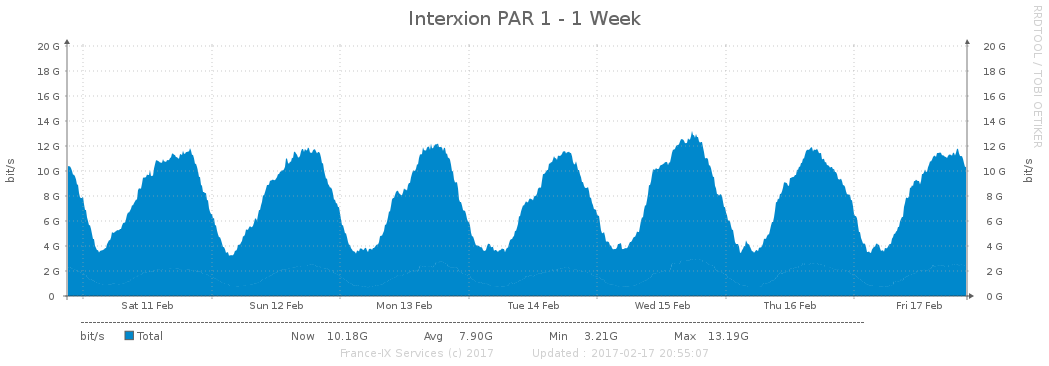 Interxion PAR 1 - 1 Week
RRDTOOL / TOBI OETIKER
bit/s
20 G 20 G
18 G 18 G
16 G 16 G
14 G 14 G
12 G 12 G
10 G 10 G
8 G 8 G
6 G 6 G
4 G 4 G
2 G 2 G
0 0 G
bit/s
Sat 11 Feb Sun 12 Feb Mon 13 Feb Tue 14 Feb Wed 15 Feb Thu 16 Feb Fri 17 Feb
bit/s Total Now 10.18G Avg 7.90G Min 3.21G Max 13.19G
France-IX Services (c) 2017 Updated : 2017-02-17 20:55:07